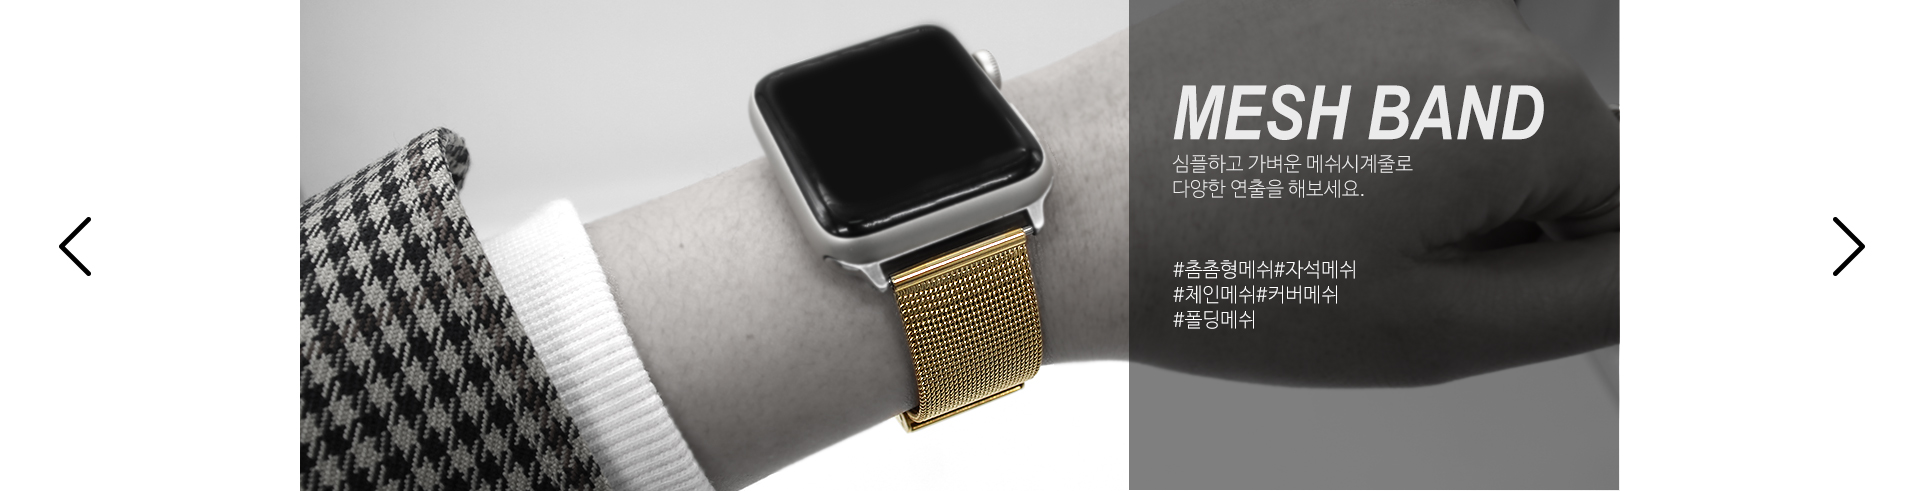 MESH BAND
심플하고 가벼운 메쉬시계줄로
다양한 연출을 해보세요.
#촘촘형메쉬#자석메쉬
#체인메쉬#커버메쉬
#폴딩메쉬